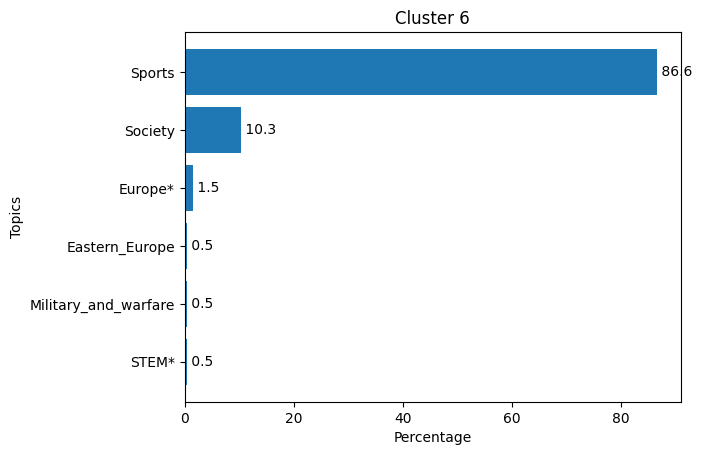 Cluster 6
Topics
Sports 86.6
Society 10.3
Europe* 1.5
Eastern_Europe 0.5
Military_and_warfare 0.5
STEM* 0.5
0 20 40 60 80
Percentage